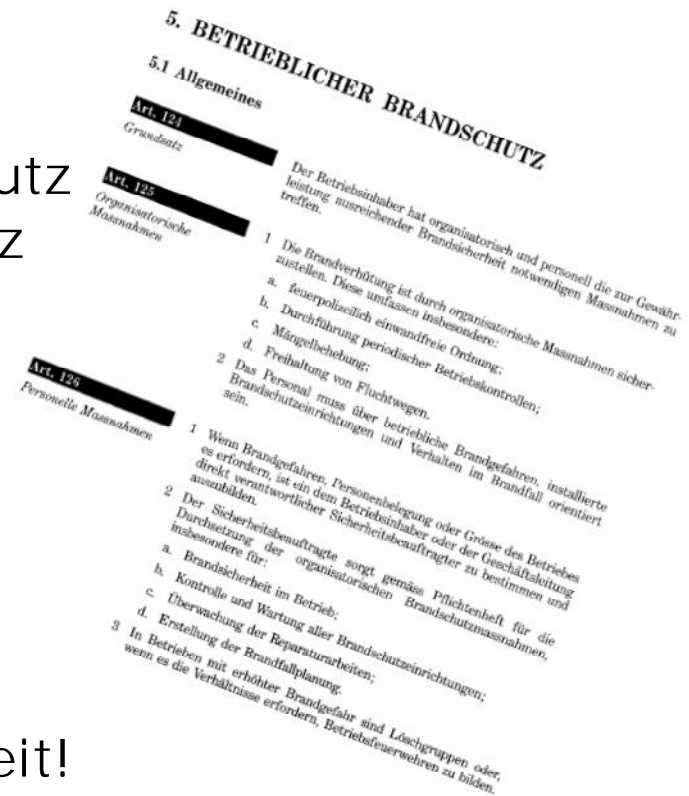 utz
z
5. BETRIEBLICHER BRANDSCHUTZ
5.1 Allgemeines
Art. 124
Grundsatz
Der Betriebsinhaber hat organisatorisch und personell die zur Gewähr-
leistung ausreichender Brandsicherheit notwendigen Massnahmen zu
treffen.
Art. 125
Organisatorische
Massnahmen
1 Die Brandverhütung ist durch organisatorische Massnahmen sicher-
zustellen. Diese umfassen insbesondere:
a. feuerpolizeilich einwandfreie Ordnung;
b. Durchführung periodischer Betriebskontrollen;
c. Mängelbehebung;
d. Freihaltung von Fluchtwegen.
2 Das Personal muss über betriebliche Brandgefahren, installierte
Brandschutzeinrichtungen und Verhalten im Brandfall orientiert
sein.
Art. 126
Personelle Massnahmen
1 Wenn Brandgefahren, Personenbelegung oder Grösse des Betriebes
es erfordern, ist ein dem Betriebsinhaber oder der Geschäftsleitung
direkt verantwortlicher Sicherheitsbeauftragter zu bestimmen und
auszubilden.
2 Der Sicherheitsbeauftragte sorgt gemäss Pflichtenheft für die
Durchsetzung der organisatorischen Brandschutzmassnahmen,
insbesondere für:
a. Brandsicherheit im Betrieb;
b. Kontrolle und Wartung aller Brandschutzeinrichtungen;
c. Überwachung der Reparaturarbeiten;
d. Erstellung der Brandfallplanung.
3 In Betrieben mit erhöhter Brandgefahr sind Löschgruppen oder,
wenn es die Verhältnisse erfordern, Betriebsfeuerwehren zu bilden.
eit!